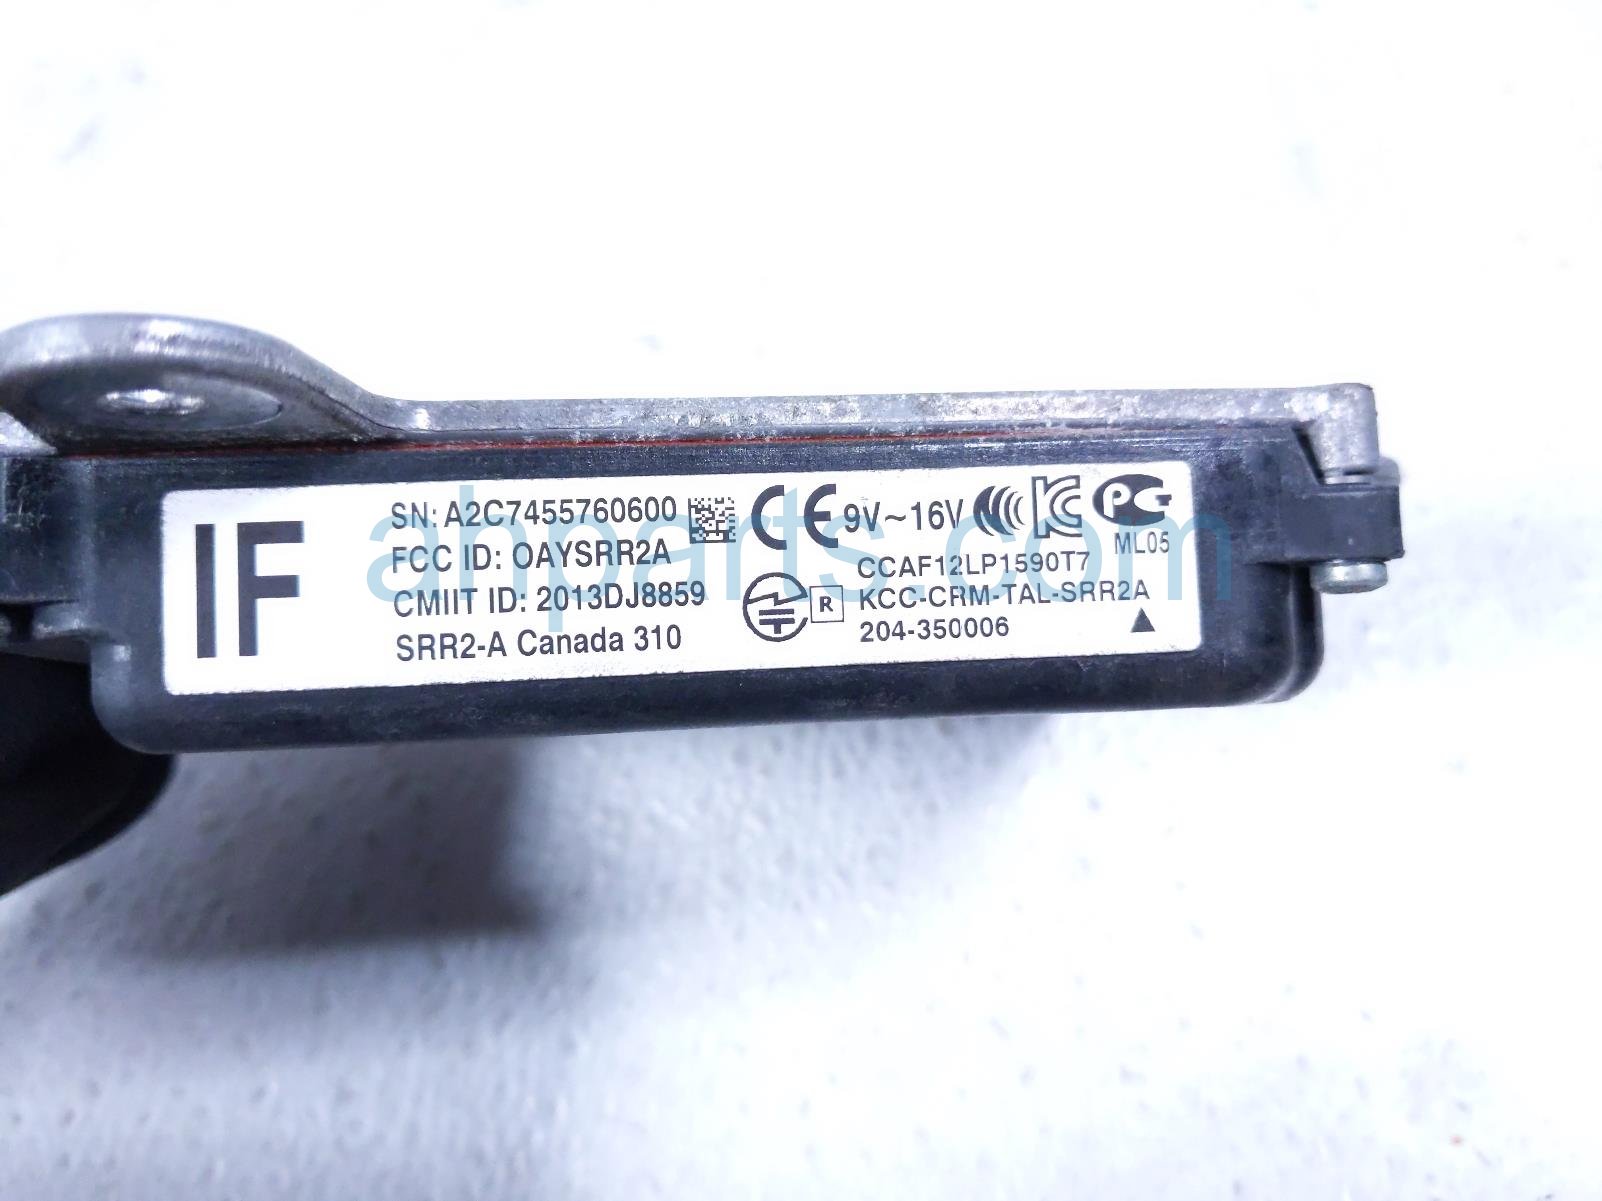 IF
SN: A2C7455760600
FCC ID: OAYSRR2A
CMIIT ID: 2013DJ8859
SRR2-A Canada 310
CE 9V~16V
ML05
CCAF12LP1590T7
R KCC-CRM-TAL-SRR2A
204-350006
ahparts.com